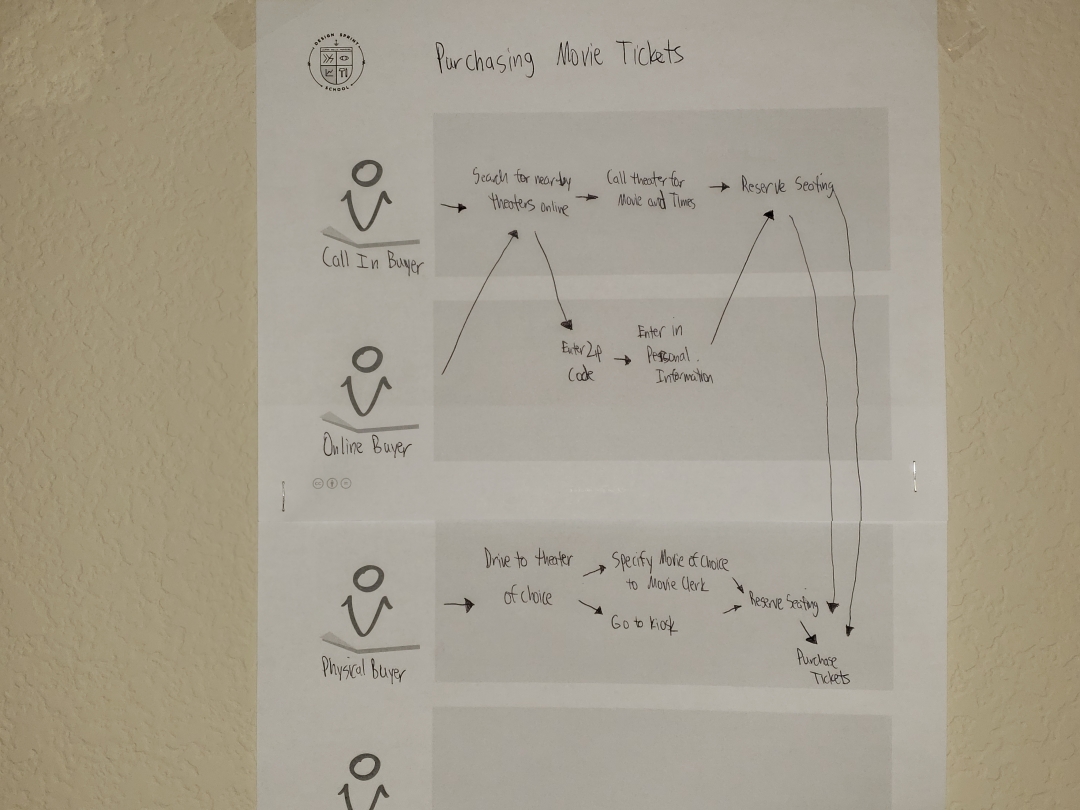 DESIGN SPRINT
SCHOOL
Purchasing Movie Tickets
Search for nearby
theaters online
Call theater for
Movie and Times
Reserve Seating
Call In Buyer
Enter Zip
Code
Enter in
Personal
Information
Online Buyer
Drive to theater
of choice
Specify Movie of Choice
to Movie Clerk
Go to kiosk
Reserve Seating
Purchase
Tickets
Physical Buyer